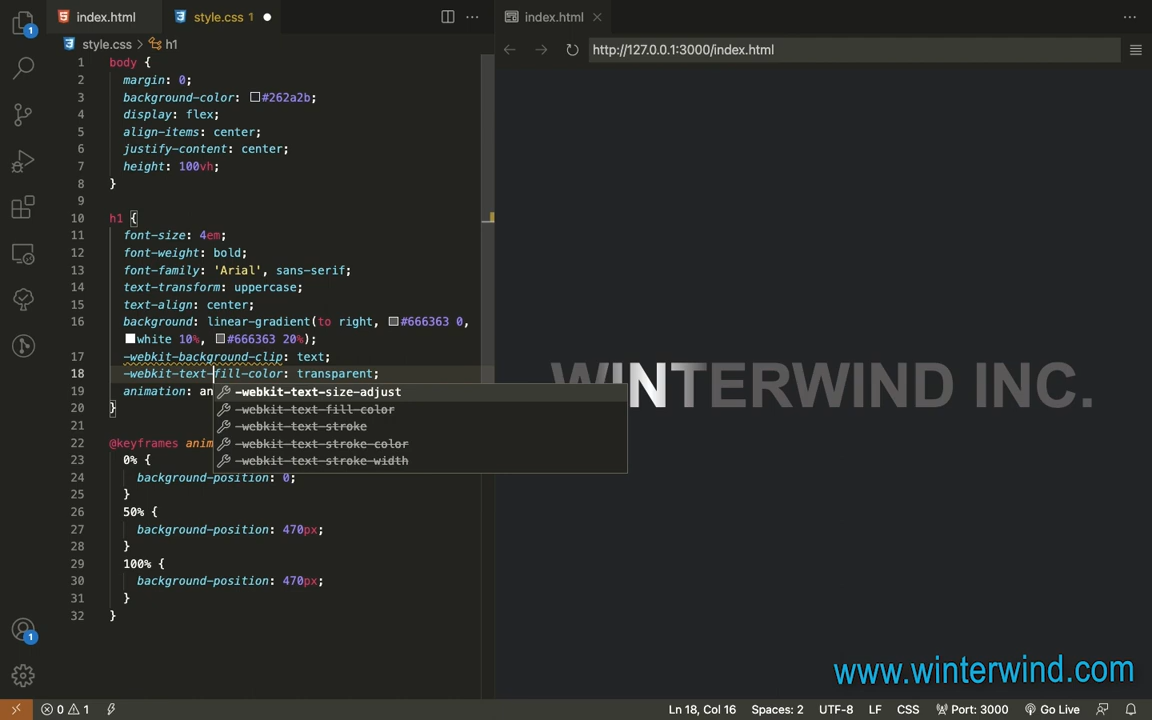 index.html
style.css 1
index.html
style.css > h1
http://127.0.0.1:3000/index.html
1 body {
2 margin: 0;
3 background-color: #262a2b;
4 display: flex;
5 align-items: center;
6 justify-content: center;
7 height: 100vh;
8 }
9
10 h1 {
11 font-size: 4em;
12 font-weight: bold;
13 font-family: 'Arial', sans-serif;
14 text-transform: uppercase;
15 text-align: center;
16 background: linear-gradient(to right, #666363 0,
white 10%, #666363 20%);
17 -webkit-background-clip: text;
18 -webkit-text-fill-color: transparent;
19 animation: an
-webkit-text-size-adjust
-webkit-text-fill-color
-webkit-text-stroke
-webkit-text-stroke-color
-webkit-text-stroke-width
20 }
21
22 @keyframes anim
23 0% {
24 background-position: 0;
25 }
26 50% {
27 background-position: 470px;
28 }
29 100% {
30 background-position: 470px;
31 }
32 }
WINTERWIND INC.
www.winterwind.com
1
1
0 1
Ln 18, Col 16
Spaces: 2
UTF-8
LF
CSS
Port: 3000
Go Live